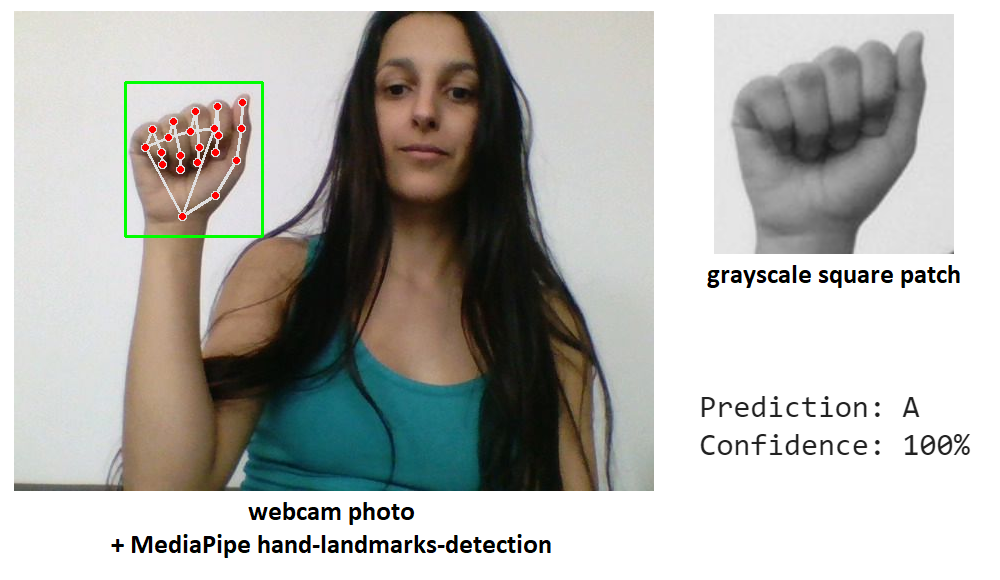 grayscale square patch
Prediction: A
Confidence: 100%
webcam photo
+ MediaPipe hand-landmarks-detection